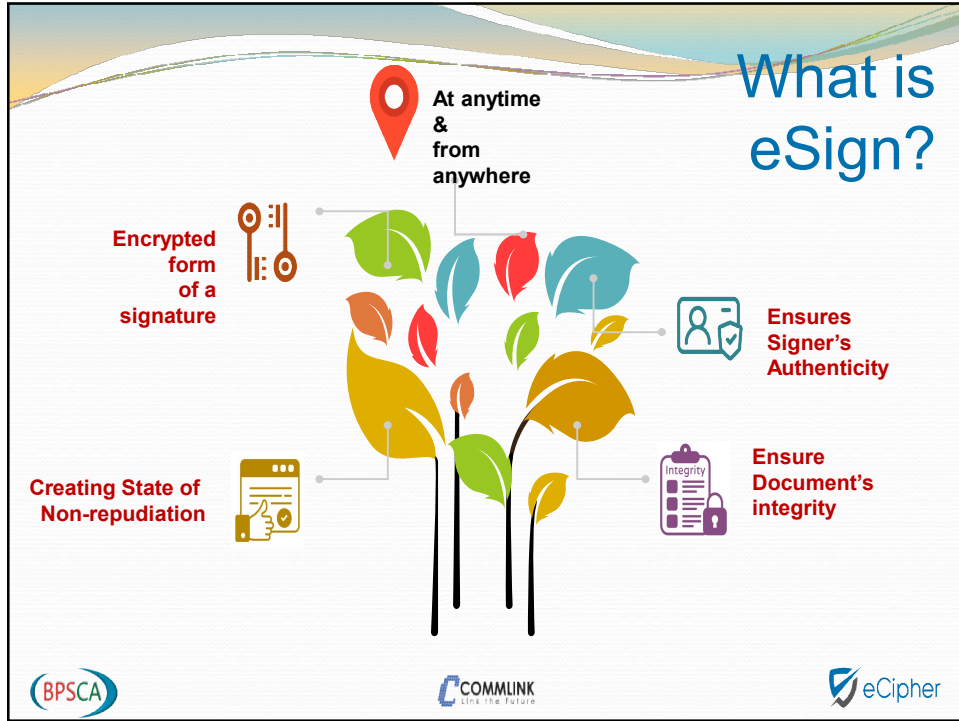 What is
eSign?
At anytime
&
from
anywhere
Encrypted
form
of a
signature
Ensures
Signer’s
Authenticity
Creating State of
Non-repudiation
Integrity
Ensure
Document’s
integrity
BPSCA
COMMLINK
Link the Future
eCipher